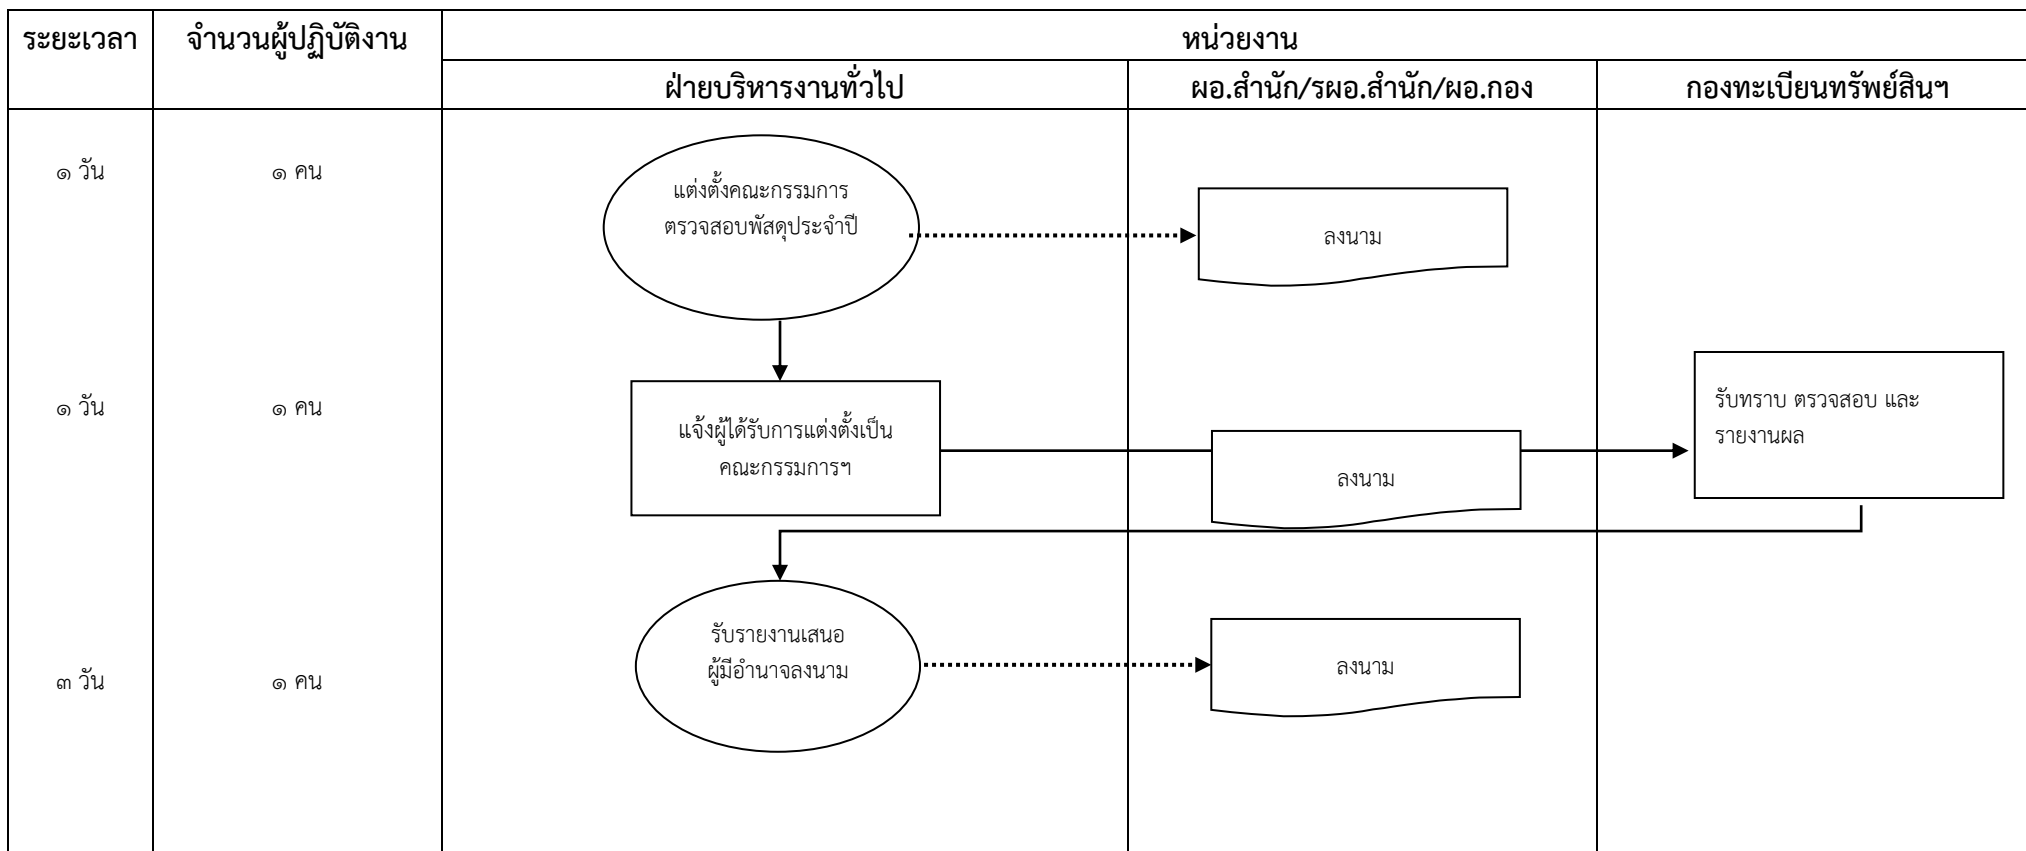 ระยะเวลา
จำนวนผู้ปฏิบัติงาน
หน่วยงาน
ฝ่ายบริหารงานทั่วไป
ผอ.สำนัก/รผอ.สำนัก/ผอ.กอง
กองทะเบียนทรัพย์สินฯ
๑ วัน
๑ คน
แต่งตั้งคณะกรรมการ
ตรวจสอบพัสดุประจำปี
ลงนาม
๑ วัน
๑ คน
แจ้งผู้ได้รับการแต่งตั้งเป็น
คณะกรรมการฯ
ลงนาม
รับทราบ ตรวจสอบ และ
รายงานผล
๓ วัน
๑ คน
รับรายงานเสนอ
ผู้มีอำนาจลงนาม
ลงนาม